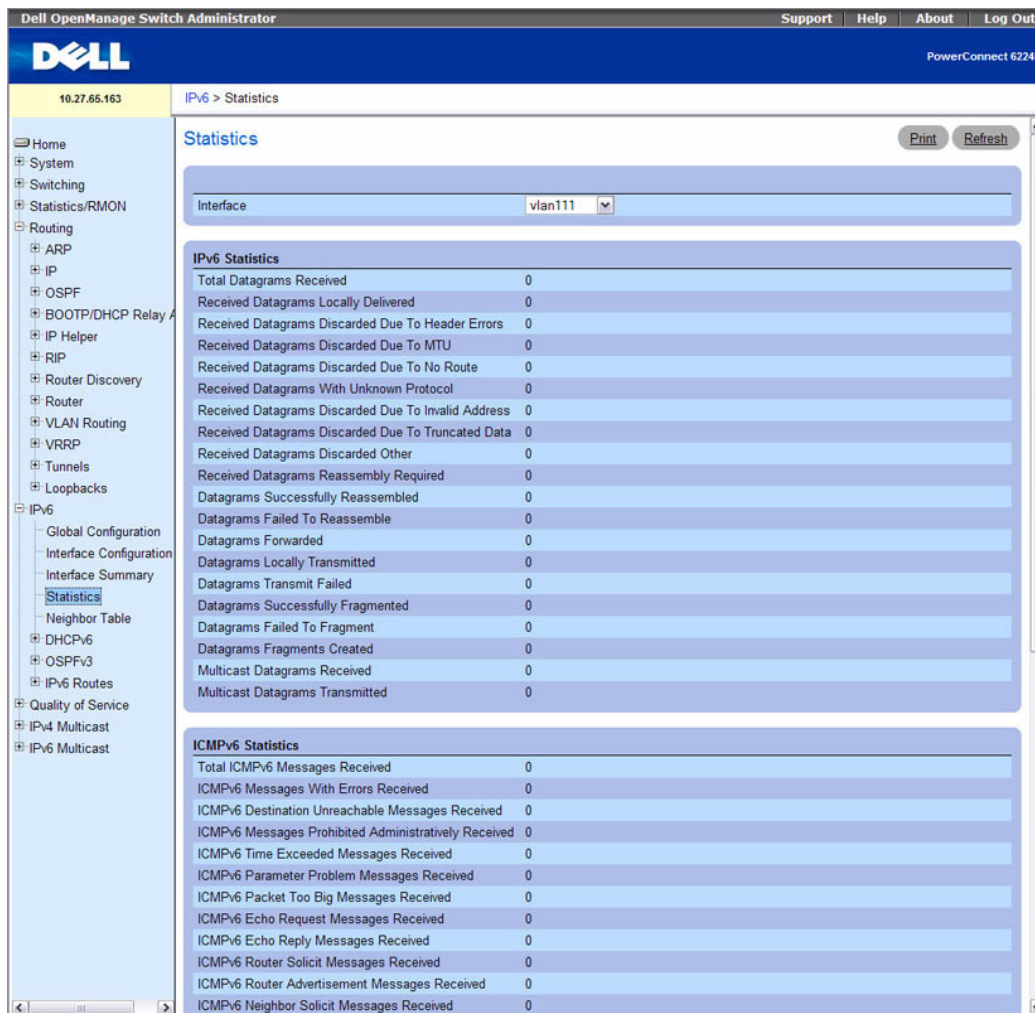 Dell OpenManage Switch Administrator
Support Help About Log Out
DELL
PowerConnect 6224
10.27.65.163
IPv6 > Statistics
Home
System
Switching
Statistics/RMON
Routing
ARP
IP
OSPF
BOOTP/DHCP Relay A
IP Helper
RIP
Router Discovery
Router
VLAN Routing
VRRP
Tunnels
Loopbacks
IPv6
Global Configuration
Interface Configuration
Interface Summary
Statistics
Neighbor Table
DHCPv6
OSPFv3
IPv6 Routes
Quality of Service
IPv4 Multicast
IPv6 Multicast
Statistics
Print Refresh
Interface vlan111
IPv6 Statistics
Total Datagrams Received 0
Received Datagrams Locally Delivered 0
Received Datagrams Discarded Due To Header Errors 0
Received Datagrams Discarded Due To MTU 0
Received Datagrams Discarded Due To No Route 0
Received Datagrams With Unknown Protocol 0
Received Datagrams Discarded Due To Invalid Address 0
Received Datagrams Discarded Due To Truncated Data 0
Received Datagrams Discarded Other 0
Received Datagrams Reassembly Required 0
Datagrams Successfully Reassembled 0
Datagrams Failed To Reassemble 0
Datagrams Forwarded 0
Datagrams Locally Transmitted 0
Datagrams Transmit Failed 0
Datagrams Successfully Fragmented 0
Datagrams Failed To Fragment 0
Datagrams Fragments Created 0
Multicast Datagrams Received 0
Multicast Datagrams Transmitted 0
ICMPv6 Statistics
Total ICMPv6 Messages Received 0
ICMPv6 Messages With Errors Received 0
ICMPv6 Destination Unreachable Messages Received 0
ICMPv6 Messages Prohibited Administratively Received 0
ICMPv6 Time Exceeded Messages Received 0
ICMPv6 Parameter Problem Messages Received 0
ICMPv6 Packet Too Big Messages Received 0
ICMPv6 Echo Request Messages Received 0
ICMPv6 Echo Reply Messages Received 0
ICMPv6 Router Solicit Messages Received 0
ICMPv6 Router Advertisement Messages Received 0
ICMPv6 Neighbor Solicit Messages Received 0